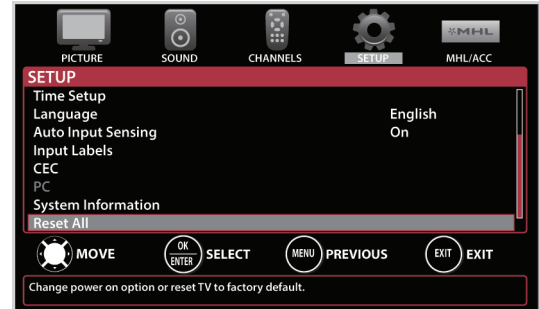 PICTURE SOUND CHANNELS SETUP MHL MHL/ACC
SETUP
Time Setup
Language English
Auto Input Sensing On
Input Labels
CEC
PC
System Information
Reset All
MOVE OK ENTER SELECT MENU PREVIOUS EXIT EXIT
Change power on option or reset TV to factory default.